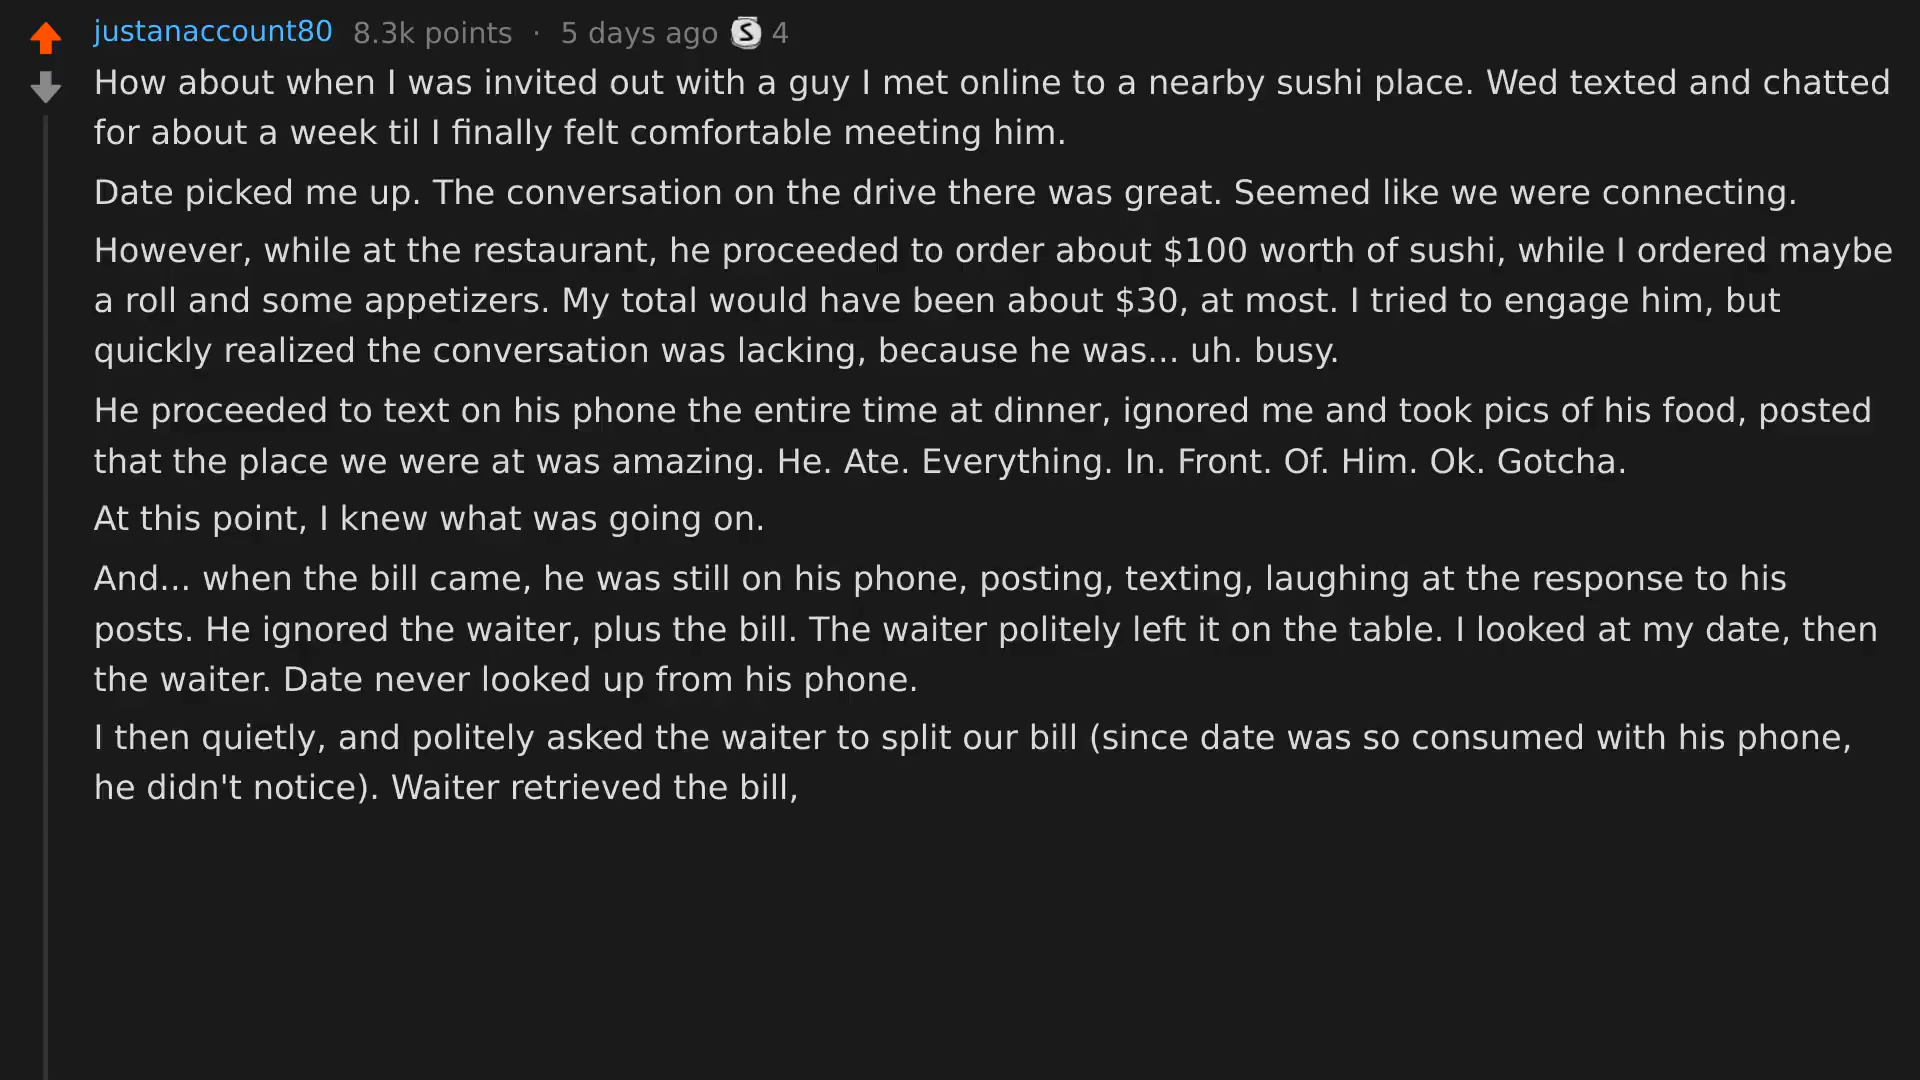 justanaccount80 8.3k points · 5 days ago S 4
How about when I was invited out with a guy I met online to a nearby sushi place. Wed texted and chatted
for about a week til I finally felt comfortable meeting him.
Date picked me up. The conversation on the drive there was great. Seemed like we were connecting.
However, while at the restaurant, he proceeded to order about $100 worth of sushi, while I ordered maybe
a roll and some appetizers. My total would have been about $30, at most. I tried to engage him, but
quickly realized the conversation was lacking, because he was... uh. busy.
He proceeded to text on his phone the entire time at dinner, ignored me and took pics of his food, posted
that the place we were at was amazing. He. Ate. Everything. In. Front. Of. Him. Ok. Gotcha.
At this point, I knew what was going on.
And... when the bill came, he was still on his phone, posting, texting, laughing at the response to his
posts. He ignored the waiter, plus the bill. The waiter politely left it on the table. I looked at my date, then
the waiter. Date never looked up from his phone.
I then quietly, and politely asked the waiter to split our bill (since date was so consumed with his phone,
he didn't notice). Waiter retrieved the bill,